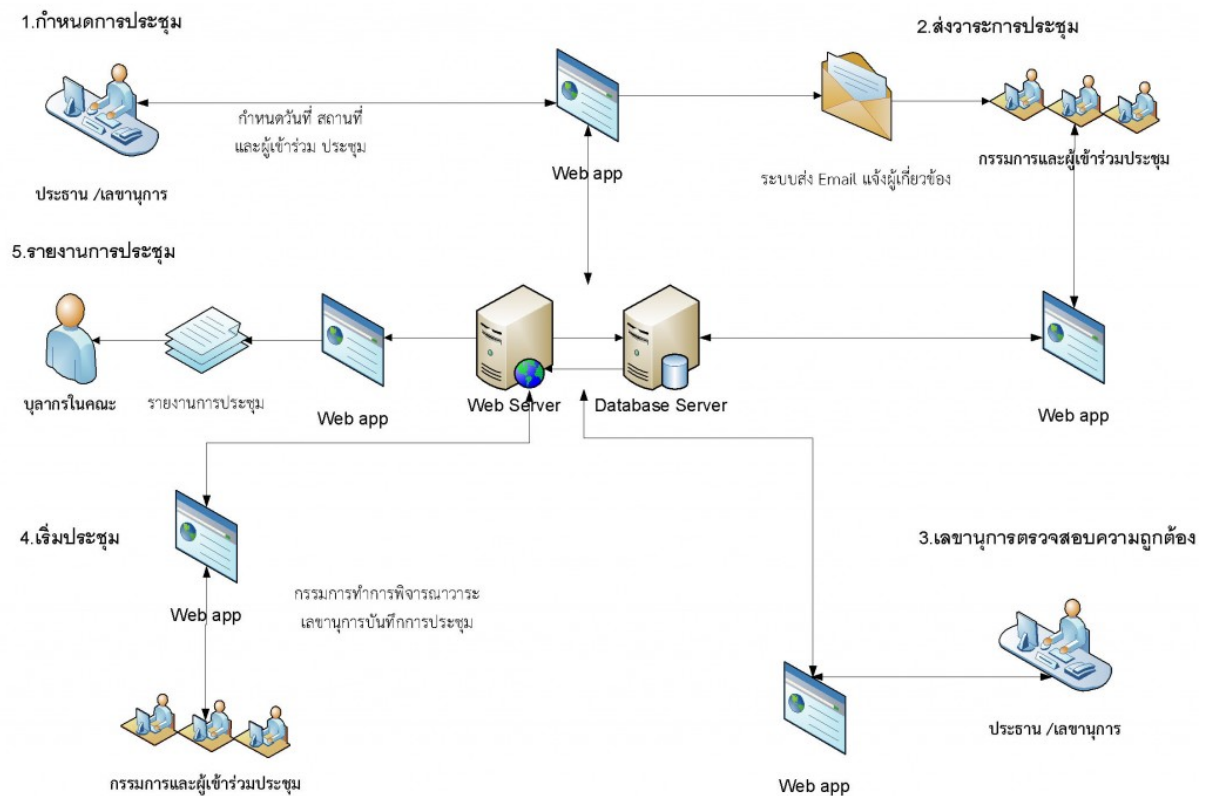 1.กำหนดการประชุม
กำหนดวันที่ สถานที่
และผู้เข้าร่วม ประชุม
ประธาน /เลขานุการ
Web app
2.ส่งวาระการประชุม
ระบบส่ง Email แจ้งผู้เกี่ยวข้อง
กรรมการและผู้เข้าร่วมประชุม
5.รายงานการประชุม
บุลากรในคณะ
รายงานการประชุม
Web app
Web Server
Database Server
Web app
4.เริ่มประชุม
Web app
กรรมการทำการพิจารณาวาระ
เลขานุการบันทึกการประชุม
กรรมการและผู้เข้าร่วมประชุม
3.เลขานุการตรวจสอบความถูกต้อง
ประธาน /เลขานุการ
Web app